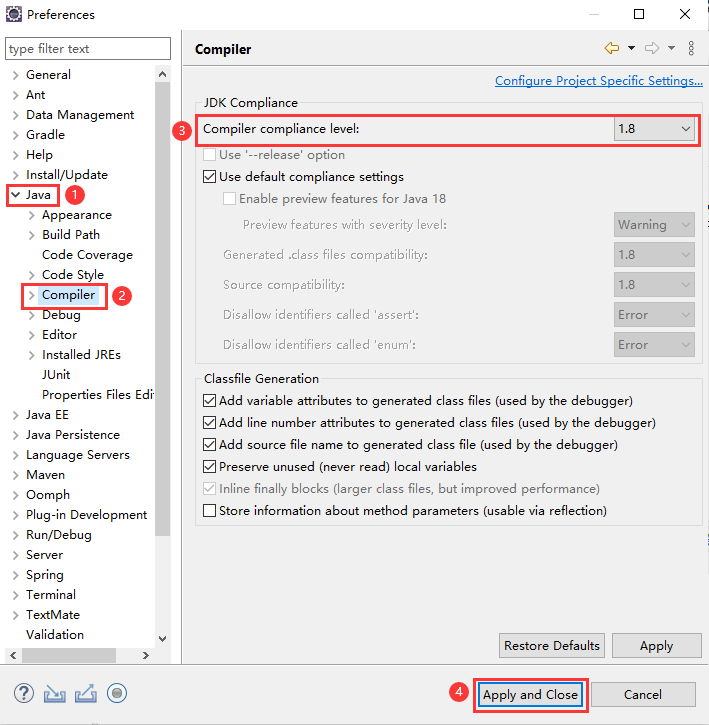 Preferences
type filter text
General
Ant
Data Management
Gradle
Help
Install/Update
Java 1
Appearance
Build Path
Code Coverage
Code Style
Compiler 2
Debug
Editor
Installed JREs
JUnit
Properties Files Edi
Java EE
Java Persistence
Language Servers
Maven
Oomph
Plug-in Development
Run/Debug
Server
Spring
Terminal
TextMate
Validation
Compiler
Configure Project Specific Settings...
JDK Compliance
3 Compiler compliance level: 1.8
Use '--release' option
Use default compliance settings
Enable preview features for Java 18
Preview features with severity level: Warning
Generated .class files compatibility: 1.8
Source compatibility: 1.8
Disallow identifiers called 'assert': Error
Disallow identifiers called 'enum': Error
Classfile Generation
Add variable attributes to generated class files (used by the debugger)
Add line number attributes to generated class files (used by the debugger)
Add source file name to generated class file (used by the debugger)
Preserve unused (never read) local variables
Inline finally blocks (larger class files, but improved performance)
Store information about method parameters (usable via reflection)
Restore Defaults Apply
4 Apply and Close Cancel